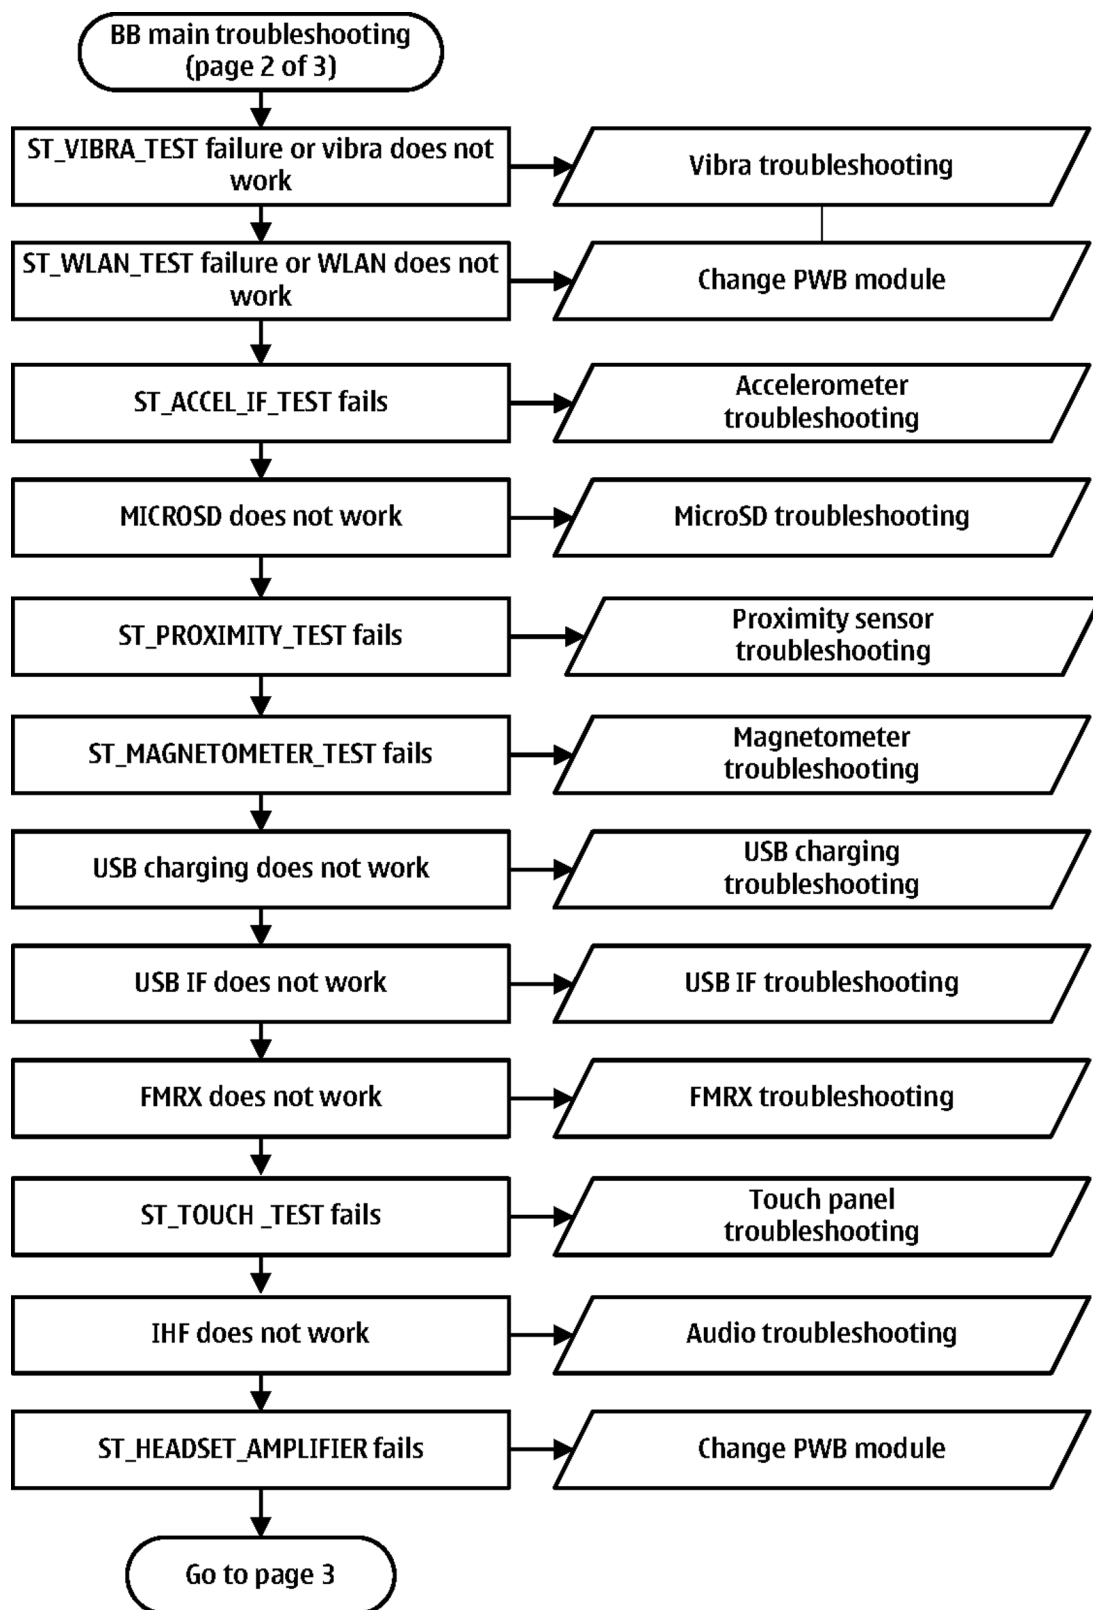 BB main troubleshooting
(page 2 of 3)
ST_VIBRA_TEST failure or vibra does not
work
Vibra troubleshooting
ST_WLAN_TEST failure or WLAN does not
work
Change PWB module
ST_ACCEL_IF_TEST fails
Accelerometer
troubleshooting
MICROSD does not work
MicroSD troubleshooting
ST_PROXIMITY_TEST fails
Proximity sensor
troubleshooting
ST_MAGNETOMETER_TEST fails
Magnetometer
troubleshooting
USB charging does not work
USB charging
troubleshooting
USB IF does not work
USB IF troubleshooting
FMRX does not work
FMRX troubleshooting
ST_TOUCH _TEST fails
Touch panel
troubleshooting
IHF does not work
Audio troubleshooting
ST_HEADSET_AMPLIFIER fails
Change PWB module
Go to page 3